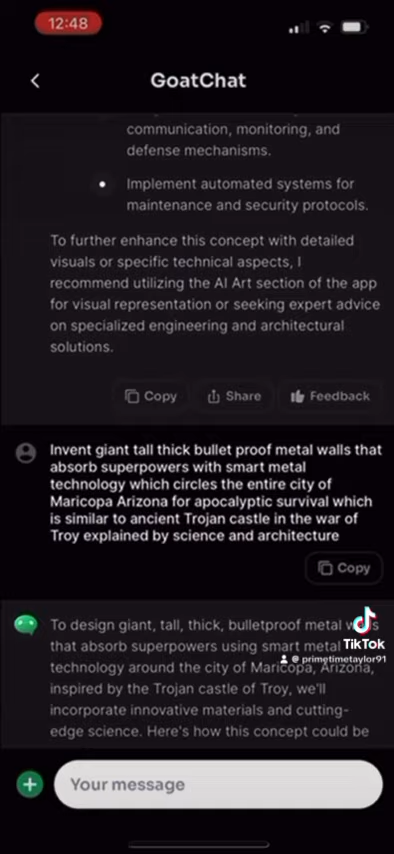 12:48
GoatChat
communication, monitoring, and
defense mechanisms.
Implement automated systems for
maintenance and security protocols.
To further enhance this concept with detailed
visuals or specific technical aspects, I
recommend utilizing the AI Art section of the app
for visual representation or seeking expert advice
on specialized engineering and architectural
solutions.
Copy Share Feedback
Invent giant tall thick bullet proof metal walls that
absorb superpowers with smart metal
technology which circles the entire city of
Maricopa Arizona for apocalyptic survival which
is similar to ancient Trojan castle in the war of
Troy explained by science and architecture
Copy
To design giant, tall, thick, bulletproof metal walls
that absorb superpowers using smart metal
TikTok
technology around the city of Maricopa, Arizona,
@primetimetaylor91
inspired by the Trojan castle of Troy, we'll
incorporate innovative materials and cutting-
edge science. Here's how this concept could be
Your message